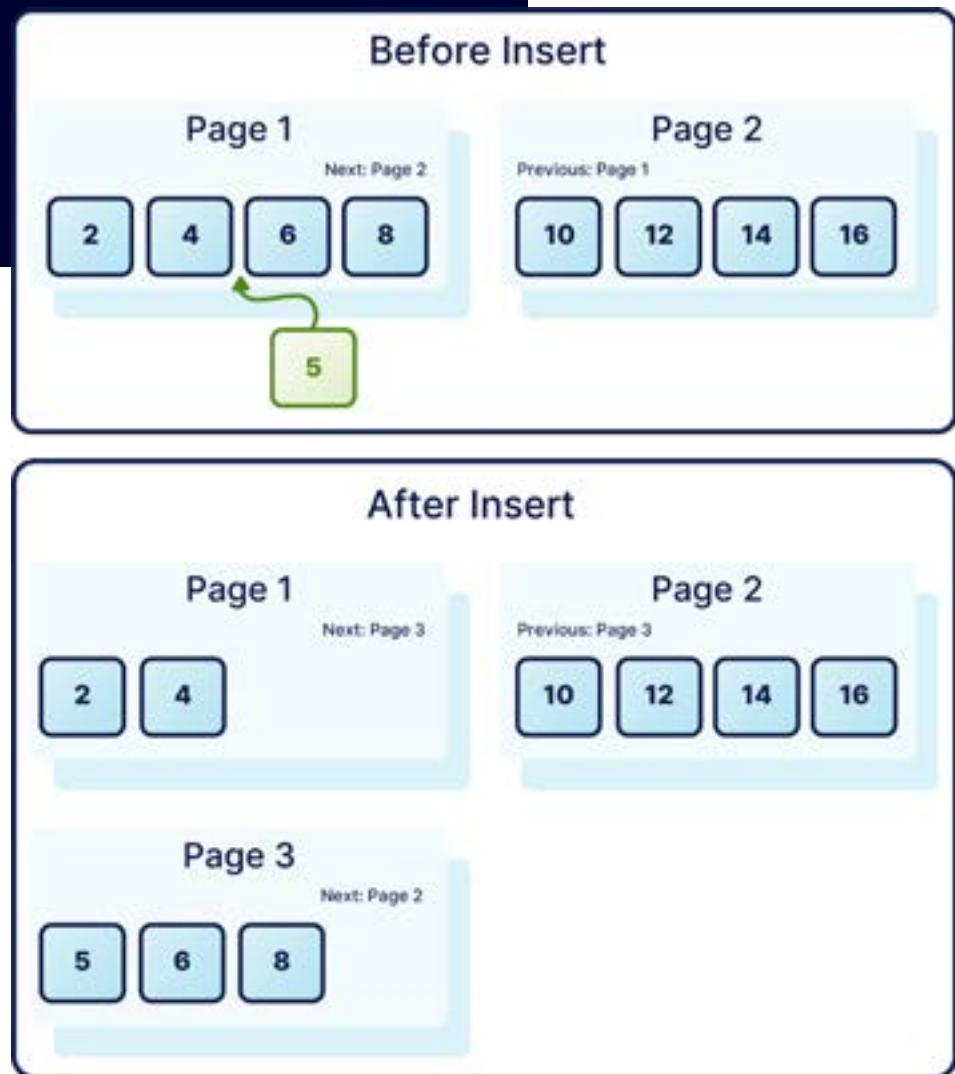 Before Insert
Page 1
Next: Page 2
2 4 6 8
Page 2
Previous: Page 1
10 12 14 16
5
After Insert
Page 1
Next: Page 3
2 4
Page 2
Previous: Page 3
10 12 14 16
Page 3
Next: Page 2
5 6 8